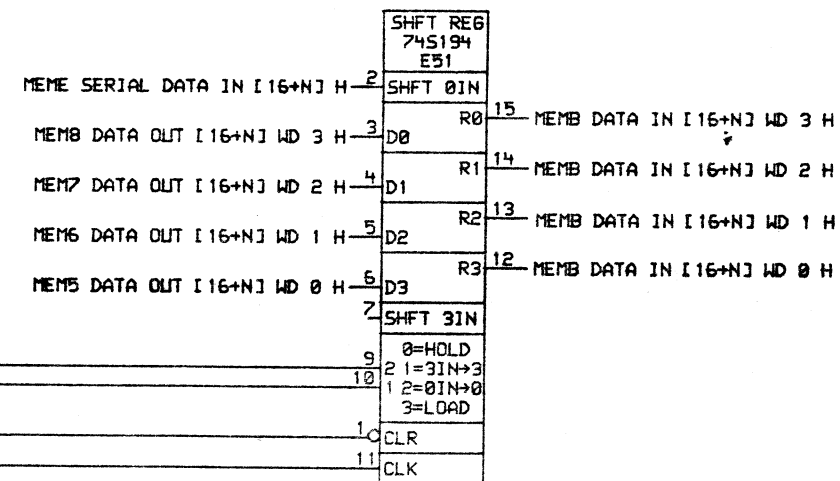 SHFT REG
74S194
E51
MEME SERIAL DATA IN [16+N] H 2 SHFT 0IN
R0 15 MEMB DATA IN [16+N] WD 3 H
MEM8 DATA OUT [16+N] WD 3 H 3 D0
R1 14 MEMB DATA IN [16+N] WD 2 H
MEM7 DATA OUT [16+N] WD 2 H 4 D1
R2 13 MEMB DATA IN [16+N] WD 1 H
MEM6 DATA OUT [16+N] WD 1 H 5 D2
R3 12 MEMB DATA IN [16+N] WD 0 H
MEM5 DATA OUT [16+N] WD 0 H 6 D3
7 SHFT 3IN
0=HOLD
9 2 1=3IN→3
10 1 2=0IN→0
3=LOAD
1 CLR
11 CLK